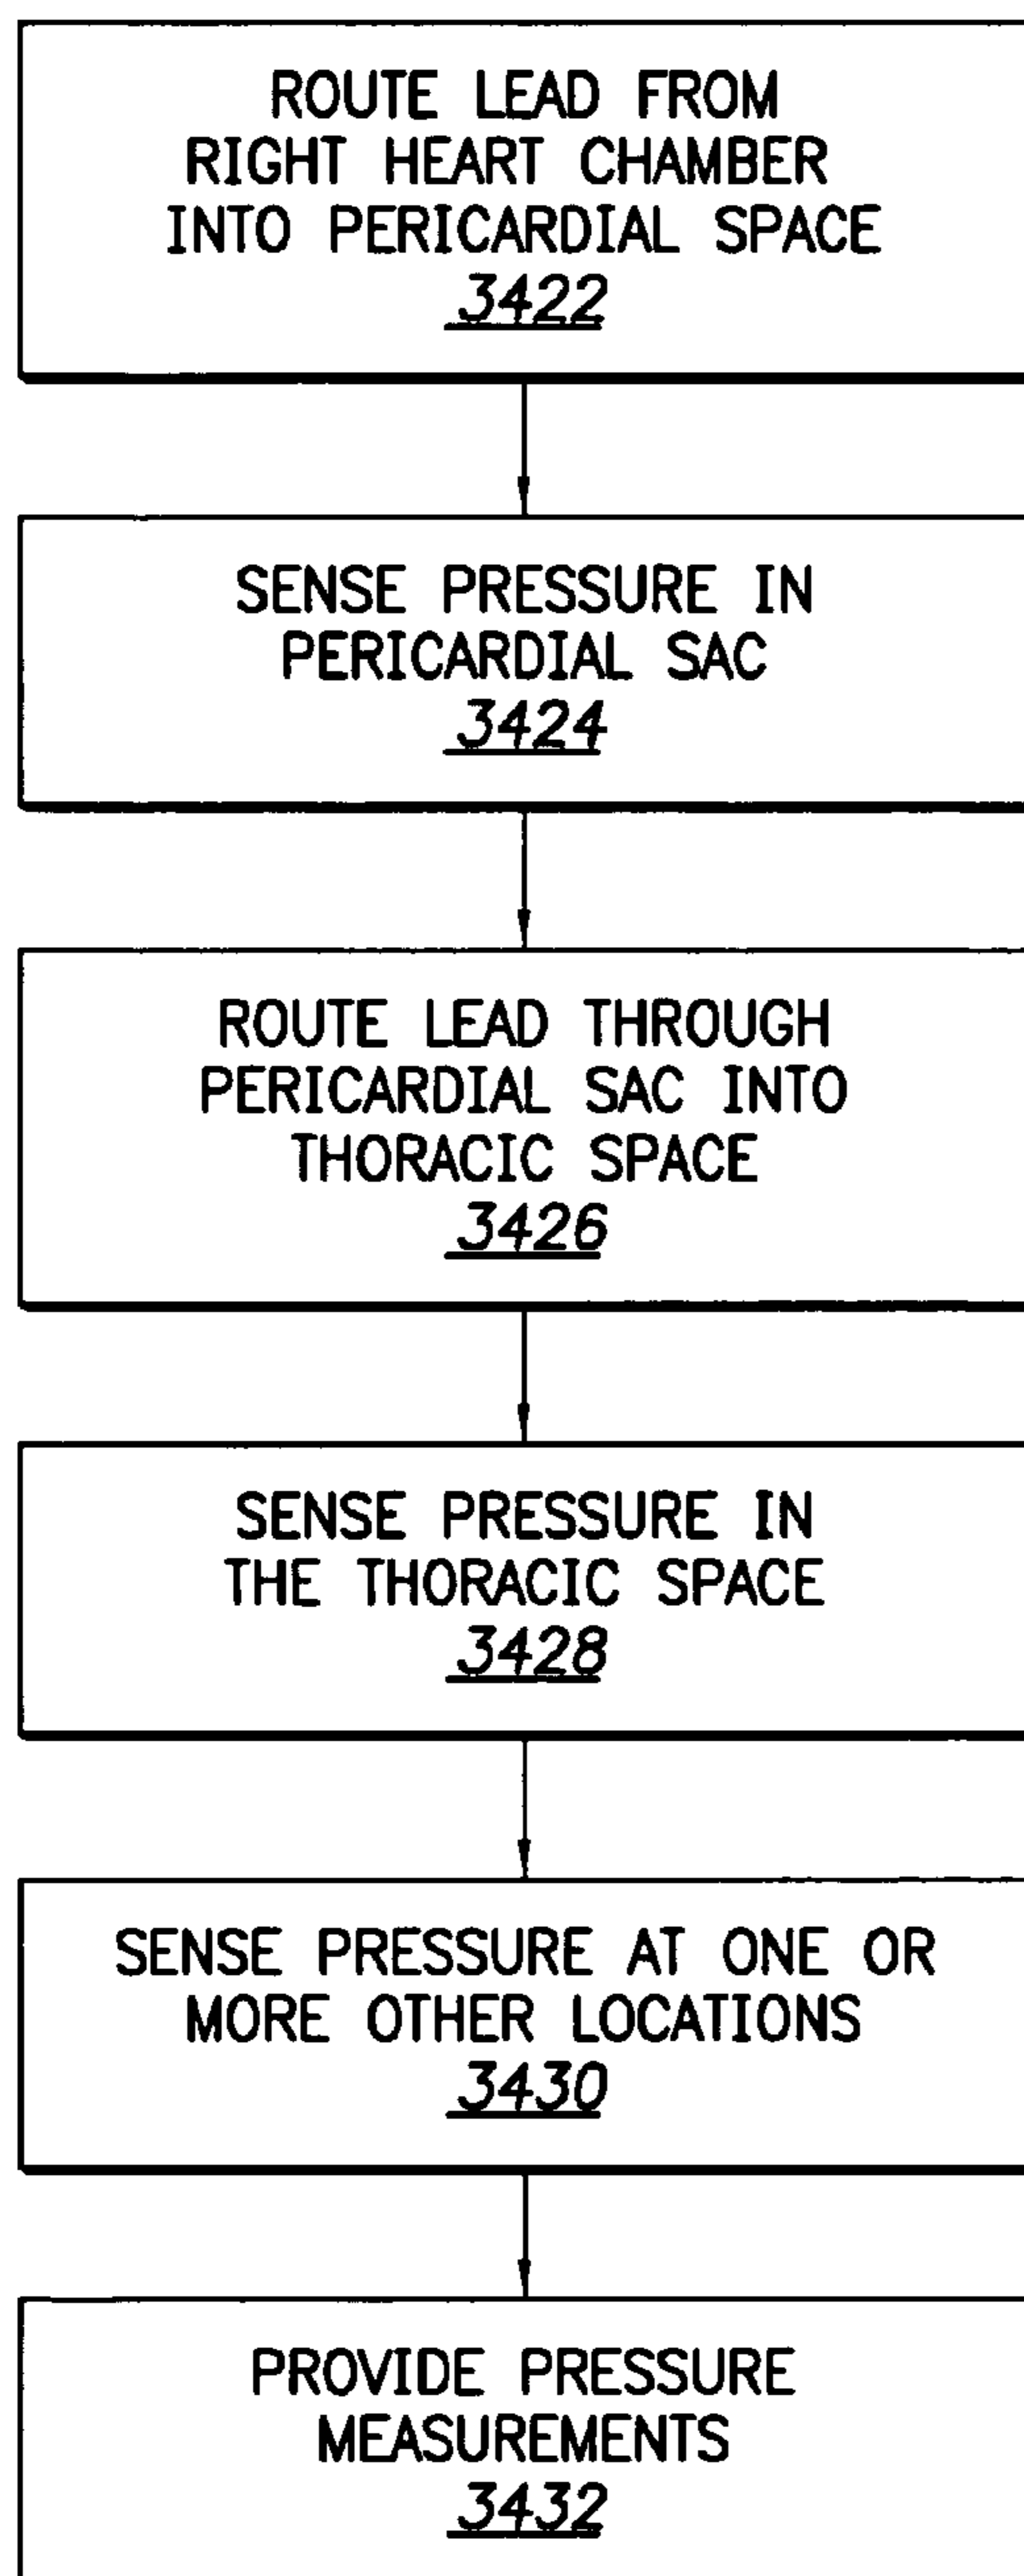 ROUTE LEAD FROM
RIGHT HEART CHAMBER
INTO PERICARDIAL SPACE
3422
SENSE PRESSURE IN
PERICARDIAL SAC
3424
ROUTE LEAD THROUGH
PERICARDIAL SAC INTO
THORACIC SPACE
3426
SENSE PRESSURE IN
THE THORACIC SPACE
3428
SENSE PRESSURE AT ONE OR
MORE OTHER LOCATIONS
3430
PROVIDE PRESSURE
MEASUREMENTS
3432